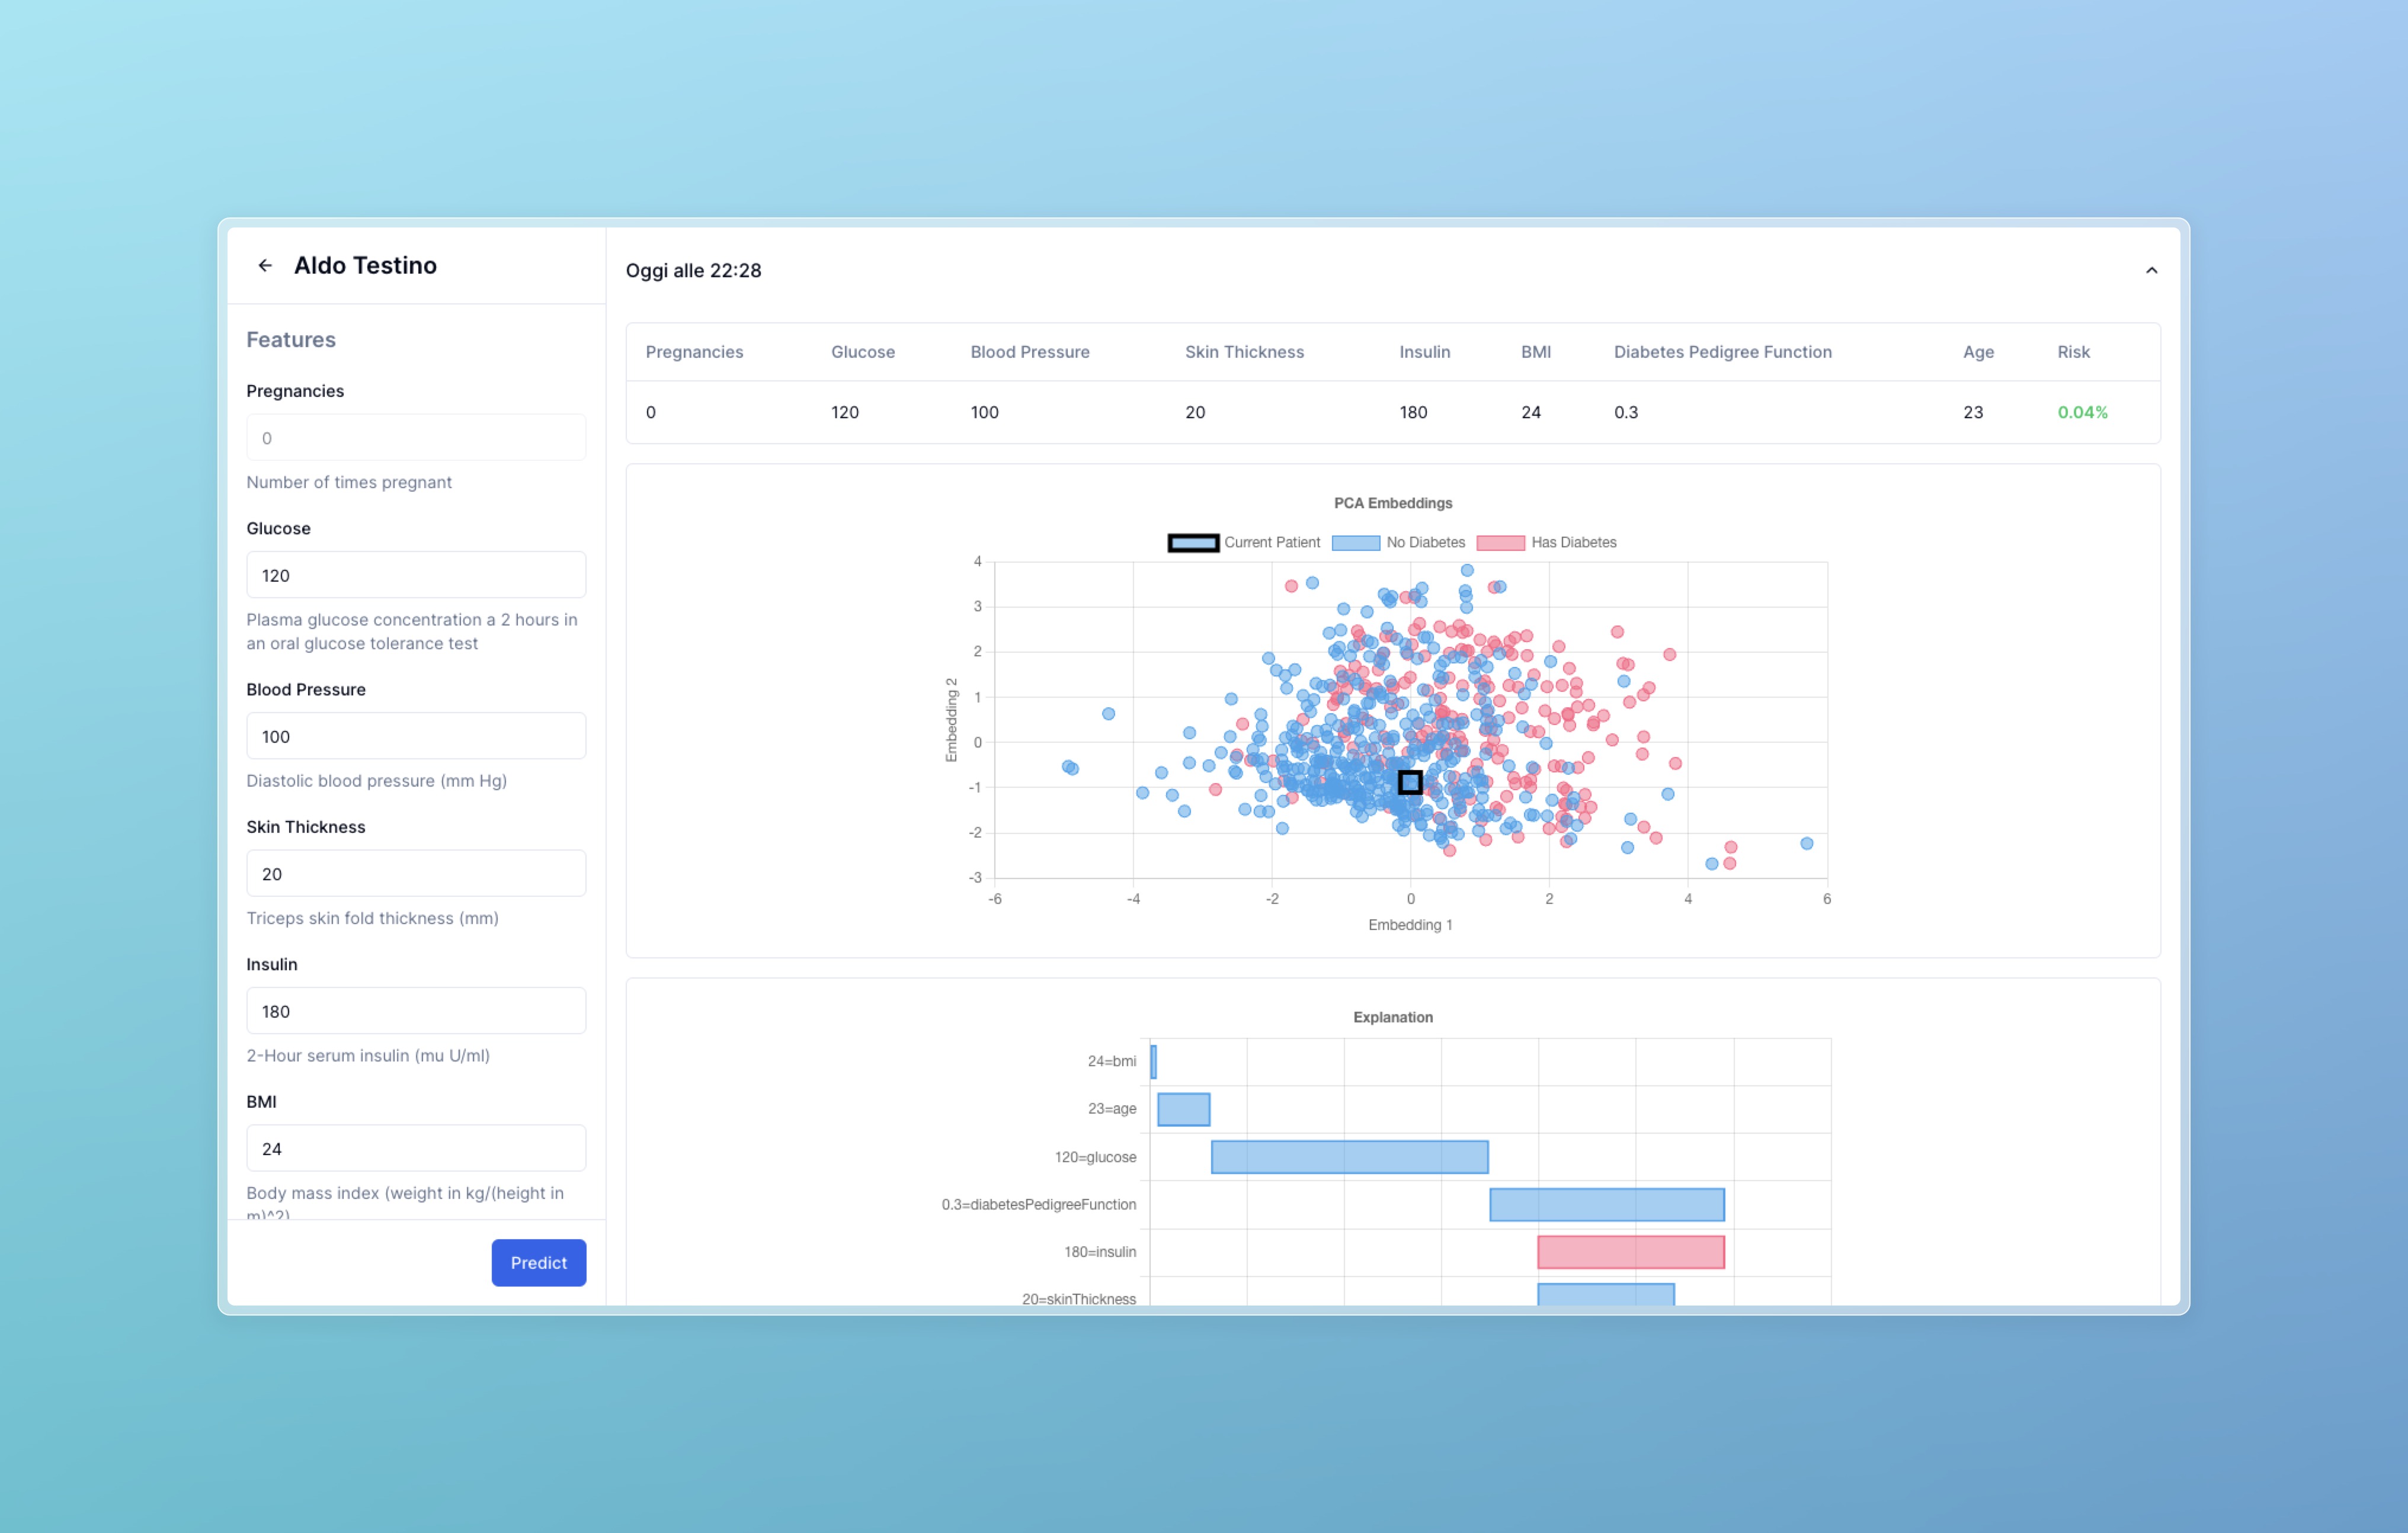 Aldo Testino
Features
Pregnancies
0
Number of times pregnant
Glucose
120
Plasma glucose concentration a 2 hours in
an oral glucose tolerance test
Blood Pressure
100
Diastolic blood pressure (mm Hg)
Skin Thickness
20
Triceps skin fold thickness (mm)
Insulin
180
2-Hour serum insulin (mu U/ml)
BMI
24
Body mass index (weight in kg/(height in
m)^2)
Predict
Oggi alle 22:28
Pregnancies Glucose Blood Pressure Skin Thickness Insulin BMI Diabetes Pedigree Function Age Risk
0 120 100 20 180 24 0.3 23 0.04%
PCA Embeddings
Current Patient No Diabetes Has Diabetes
4
3
2
1
0
-1
-2
-3
Embedding 2
-6 -4 -2 0 2 4 6
Embedding 1
Explanation
24=bmi
23=age
120=glucose
0.3=diabetesPedigreeFunction
180=insulin
20=skinThickness